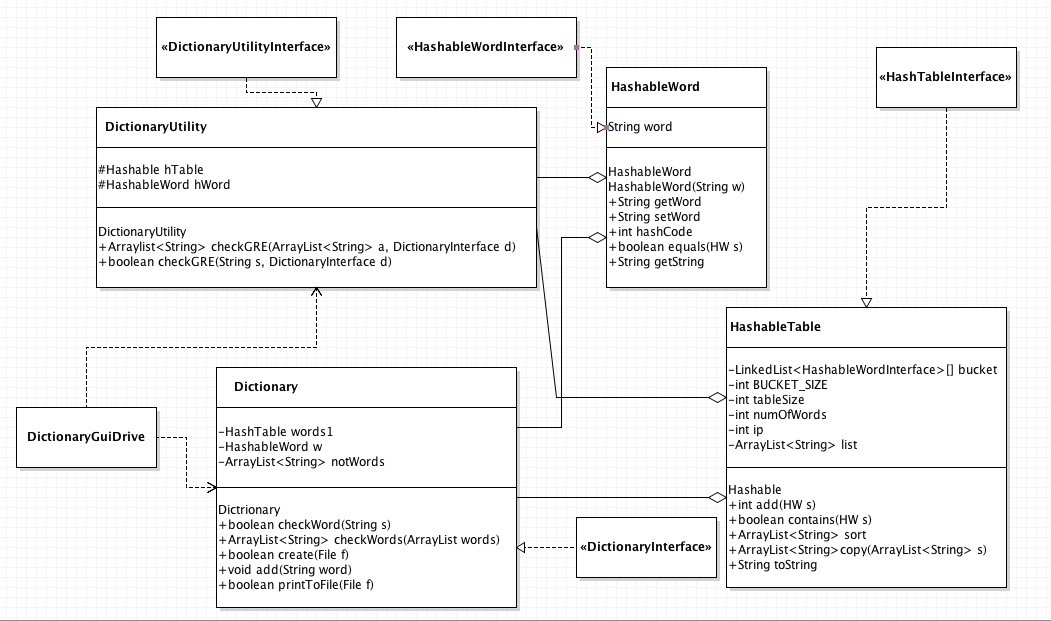 «DictionaryUtilityInterface»
«HashableWordInterface»
«HashTableInterface»
HashableWord
String word
HashableWord
HashableWord(String w)
+String getWord
+String setWord
+int hashCode
+boolean equals(HW s)
+String getString
DictionaryUtility
#Hashable hTable
#HashableWord hWord
DictionaryUtility
+Arraylist<String> checkGRE(ArrayList<String> a, DictionaryInterface d)
+boolean checkGRE(String s, DictionaryInterface d)
HashableTable
-LinkedList<HashableWordInterface>[] bucket
-int BUCKET_SIZE
-int tableSize
-int numOfWords
-int ip
-ArrayList<String> list
Hashable
+int add(HW s)
+boolean contains(HW s)
+ArrayList<String> sort
+ArrayList<String>copy(ArrayList<String> s)
+String toString
DictionaryGuiDrive
Dictionary
-HashTable words1
-HashableWord w
-ArrayList<String> notWords
Dictrionary
+boolean checkWord(String s)
+ArrayList<String> checkWords(ArrayList words)
+boolean create(File f)
+void add(String word)
+boolean printToFile(File f)
«DictionaryInterface»